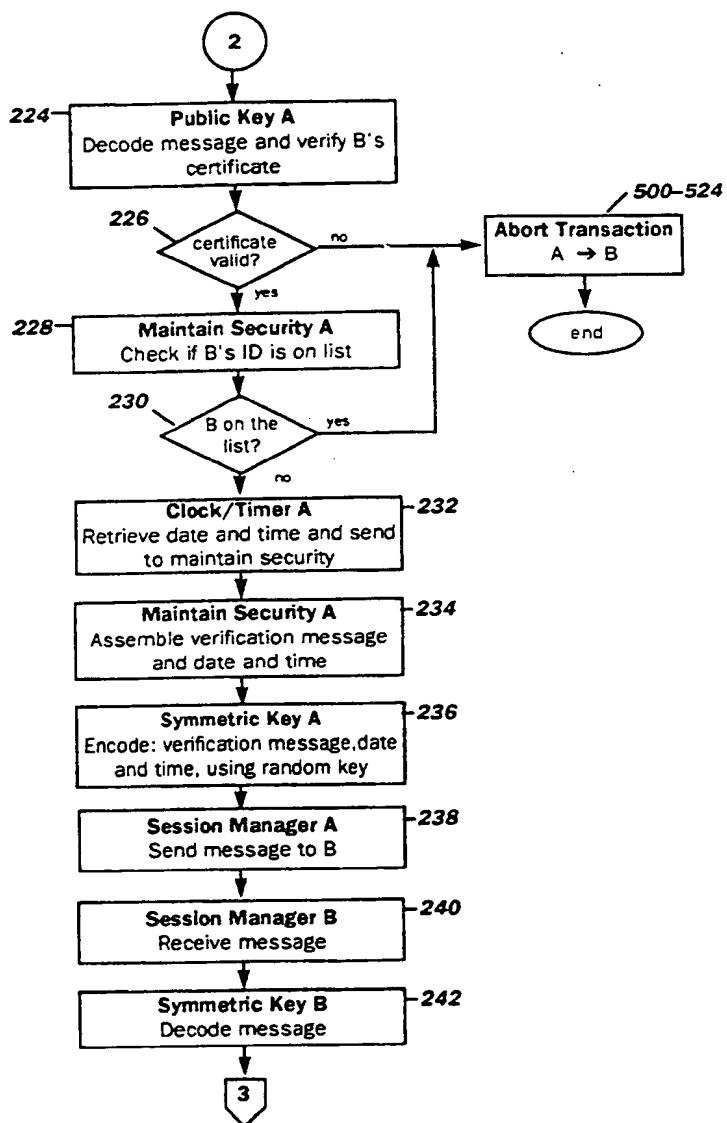 2
224
Public Key A
Decode message and verify B's
certificate
500-524
Abort Transaction
A → B
226
certificate
valid?
no
yes
end
228
Maintain Security A
Check if B's ID is on list
230
B on the
list?
yes
no
Clock/Timer A
232
Retrieve date and time and send
to maintain security
Maintain Security A
234
Assemble verification message
and date and time
Symmetric Key A
236
Encode: verification message,date
and time, using random key
Session Manager A
238
Send message to B
Session Manager B
240
Receive message
Symmetric Key B
242
Decode message
3